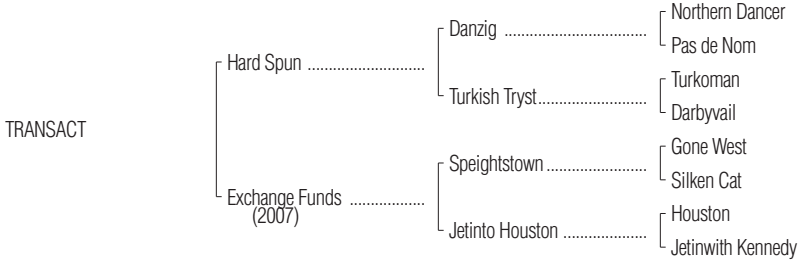 Northern Dancer
Danzig ................................
Pas de Nom
Hard Spun ..........................
Turkoman
Turkish Tryst........................
Darbyvail
TRANSACT
Gone West
Speightstown ......................
Silken Cat
Exchange Funds .................
(2007)
Houston
Jetinto Houston ...................
Jetinwith Kennedy